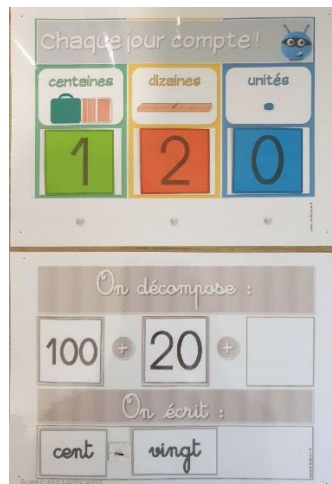 Chaque jour compte!
centaines dizaines unités
1 2 0
On décompose :
100 + 20 +
On écrit :
cent - vingt